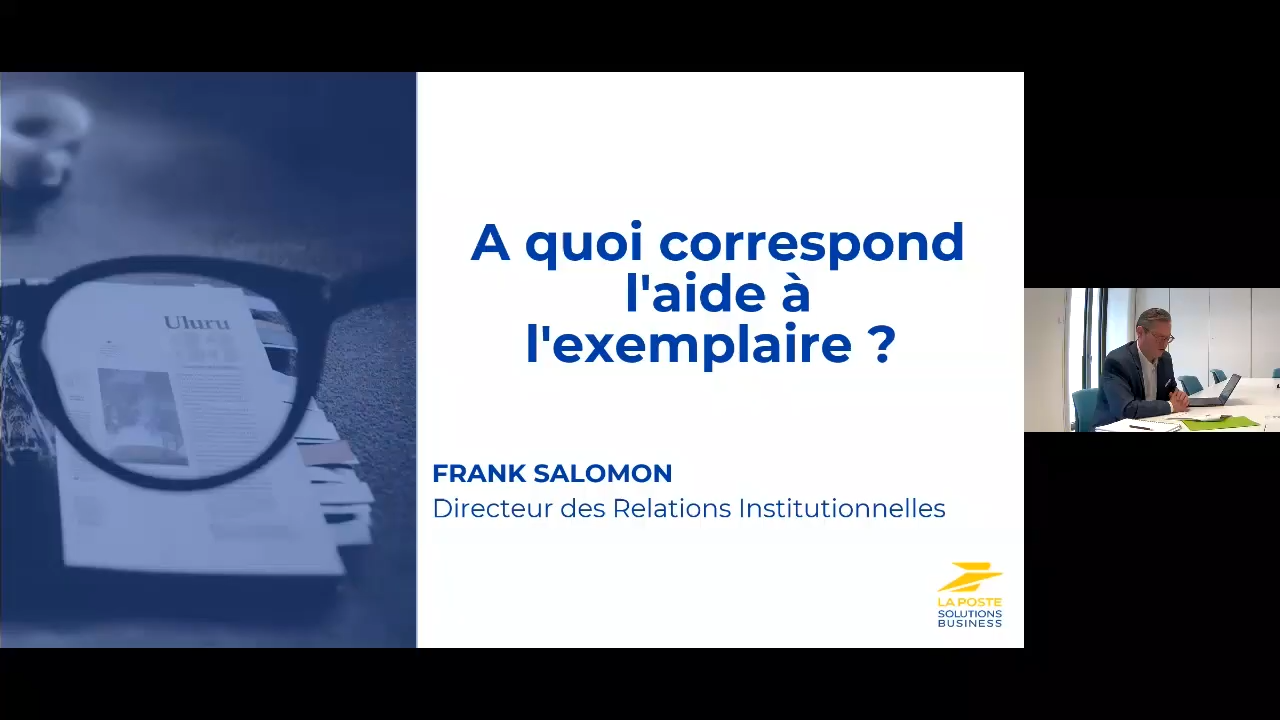 Uluru
A quoi correspond
l'aide à
l'exemplaire ?
FRANK SALOMON
Directeur des Relations Institutionnelles
LA POSTE
SOLUTIONS
BUSINESS